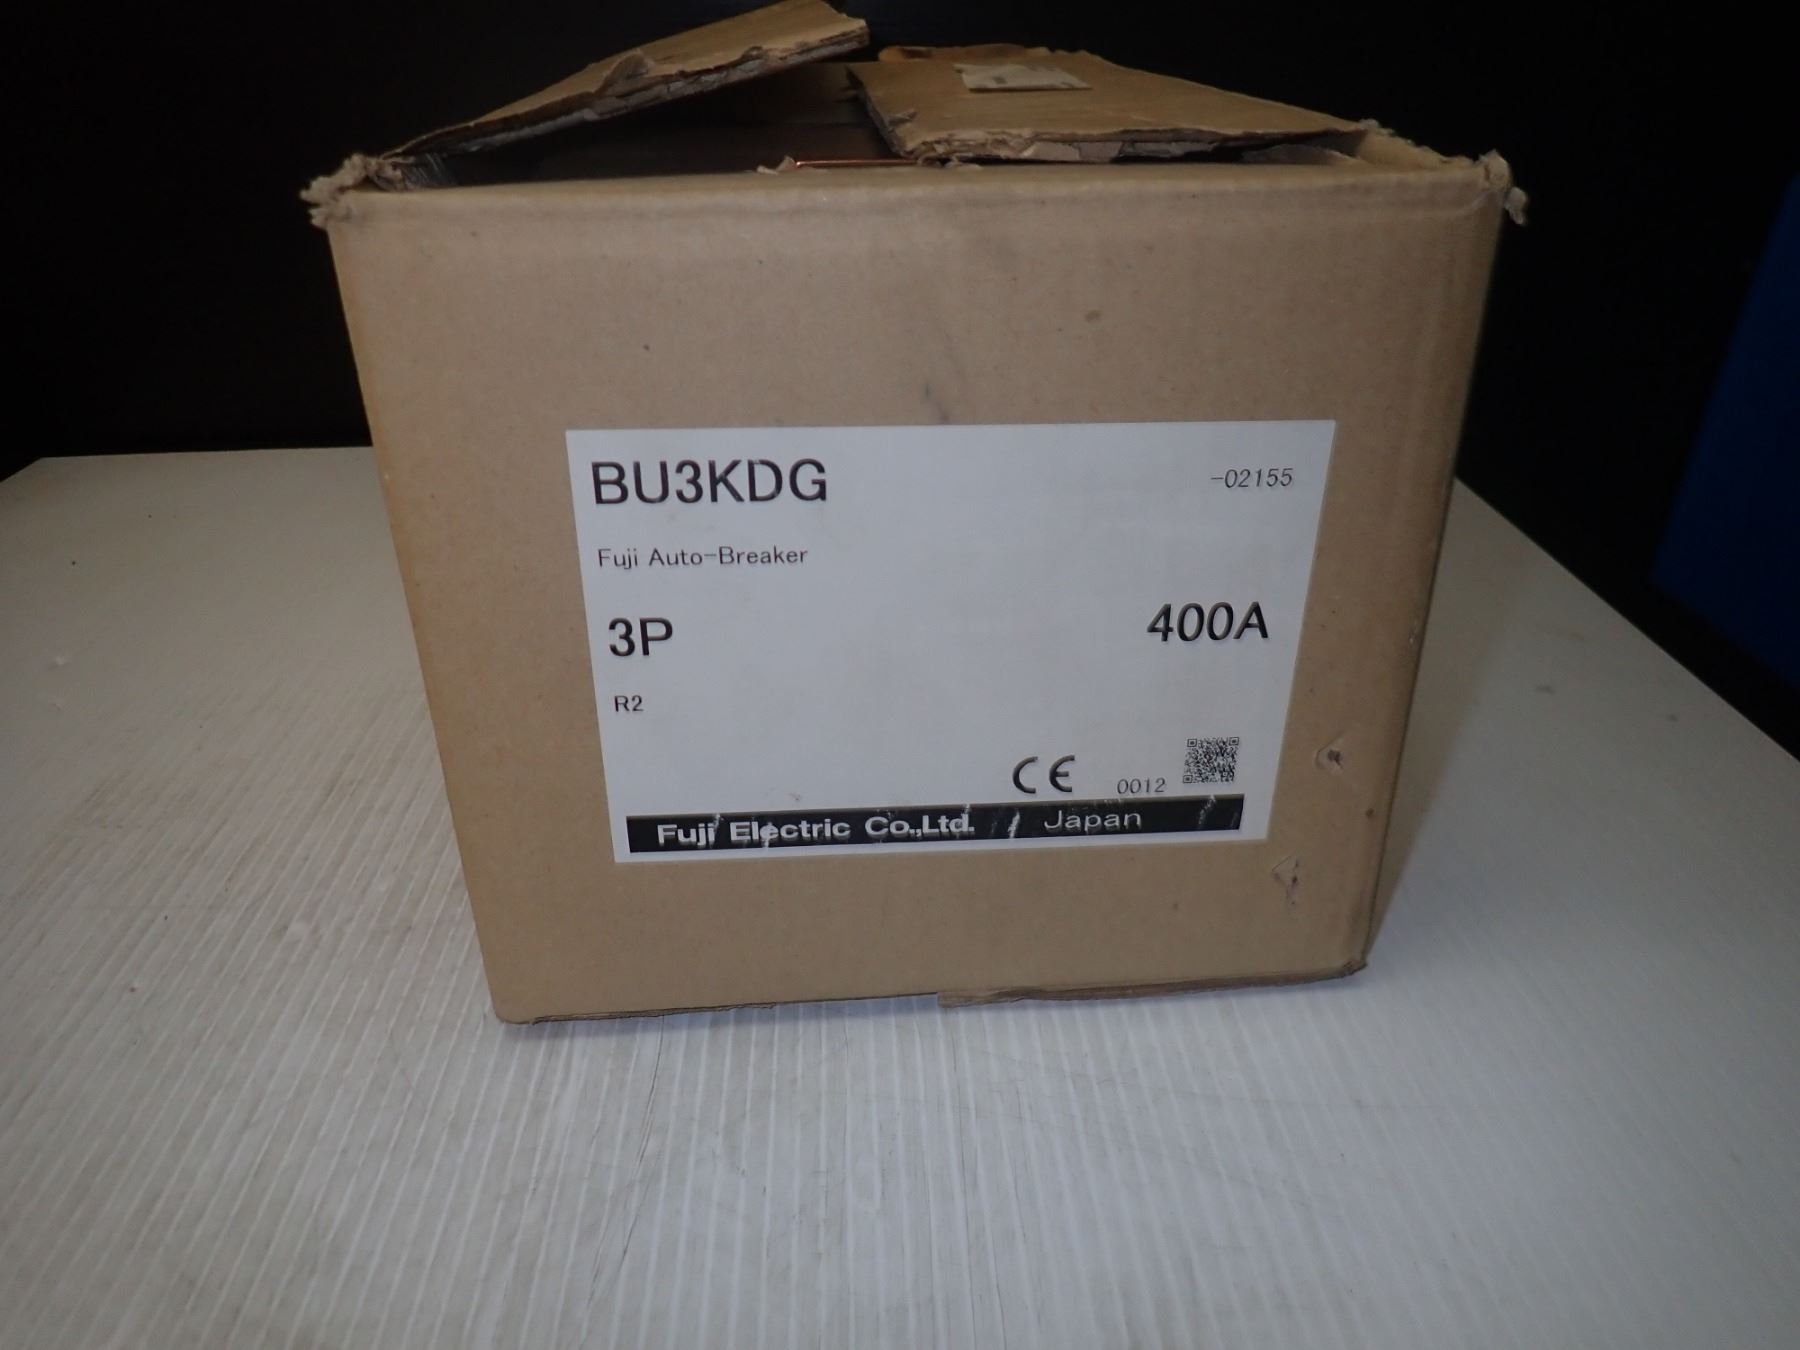 BU3KDG -02155
Fuji Auto-Breaker
3P 400A
R2
CE 0012
Fuji Electric Co.,Ltd. Japan